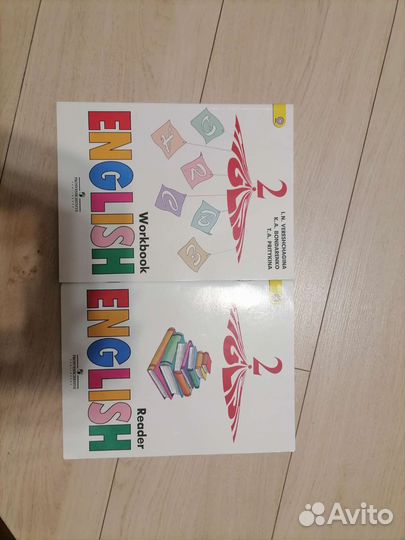 I.N. VERESHCHAGINA
K.A. BONDARENKO
T.A. PRITYKINA
2
ENGLISH
Workbook
2
ENGLISH
Reader
Avito